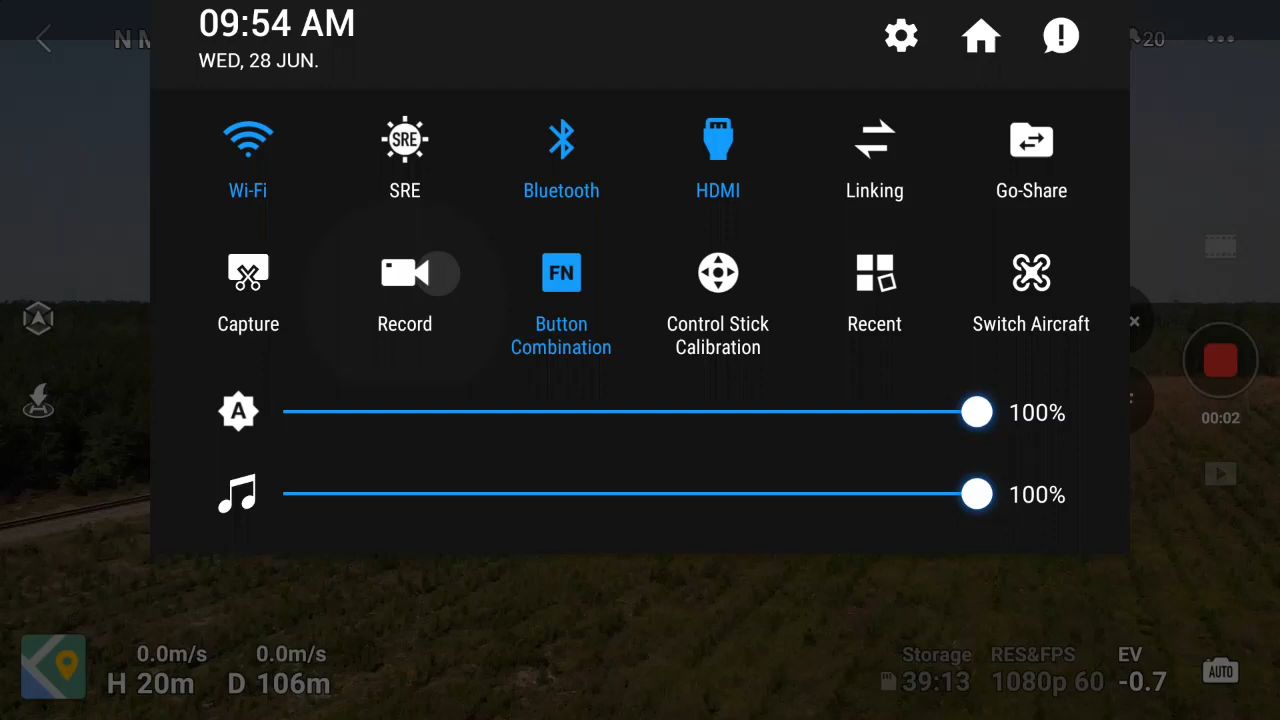 09:54 AM
WED, 28 JUN.
20
Wi-Fi
SRE
SRE
Bluetooth
HDMI
Linking
Go-Share
Capture
Record
FN
Button
Combination
Control Stick
Calibration
Recent
Switch Aircraft
A
100%
100%
00:02
0.0m/s
0.0m/s
H 20m
D 106m
Storage
RES&FPS
EV
39:13
1080p 60
-0.7
AUTO